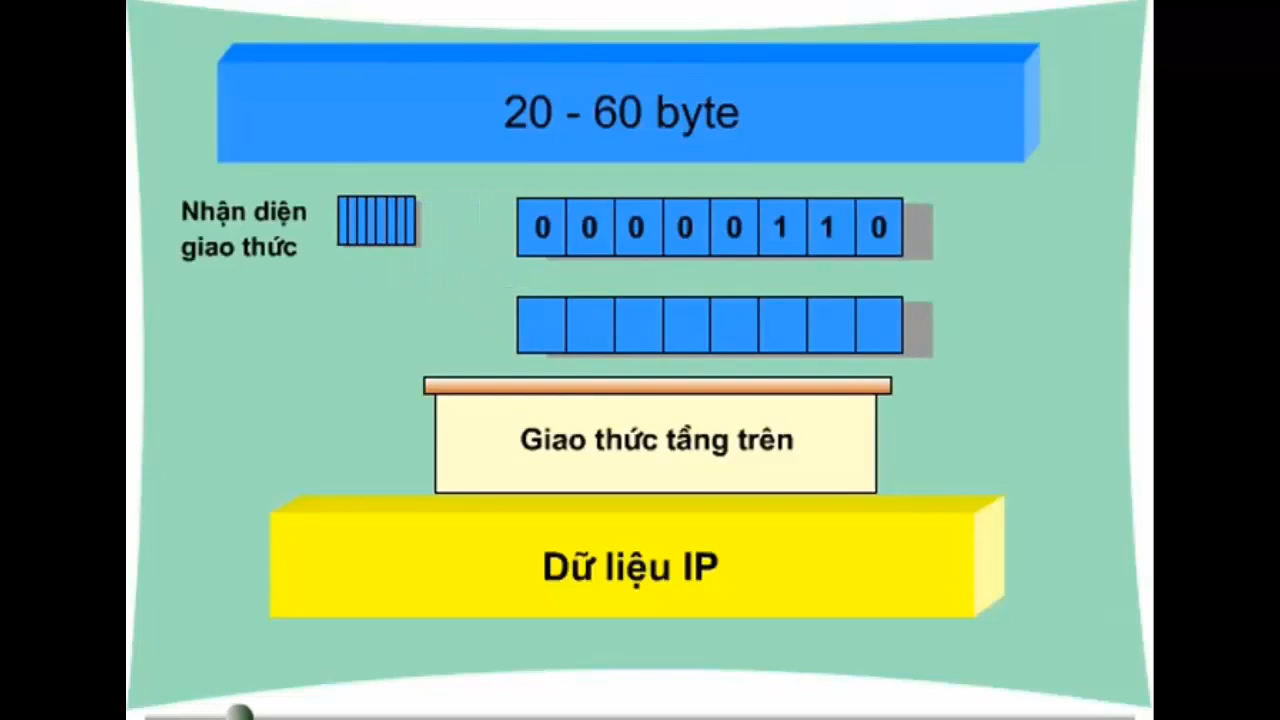 20 - 60 byte
Nhận diện
giao thức
0 0 0 0 0 1 1 0
Giao thức tầng trên
Dữ liệu IP